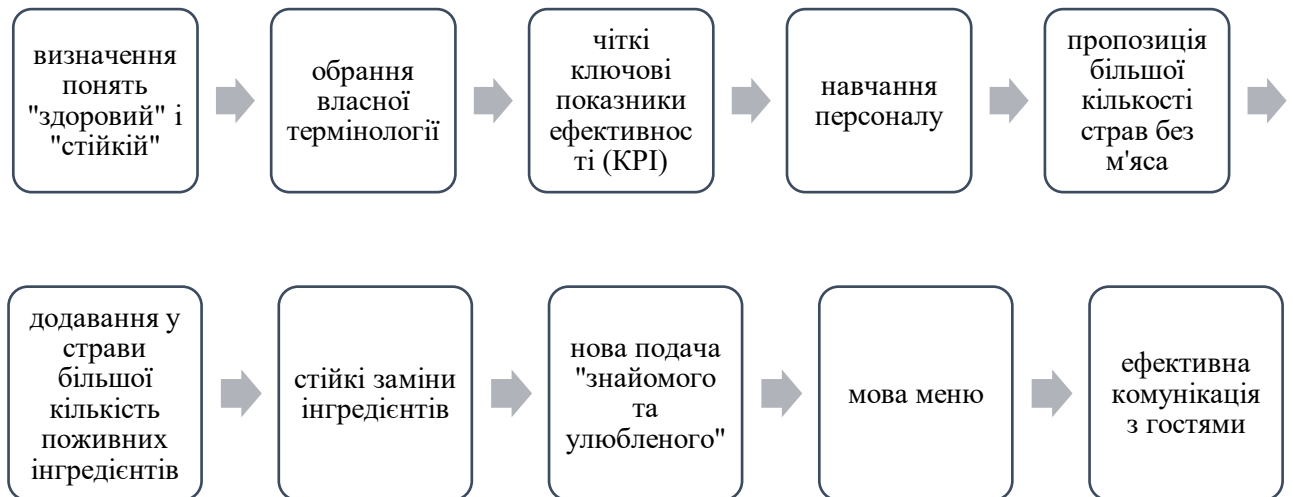 визначення
понять
"здоровий" і
"стійкій"
обрання
власної
термінології
чіткі
ключові
показники
ефективнос
ті (КРІ)
навчання
персоналу
пропозиція
більшої
кількості
страв без
м'яса
додавання у
страви
більшої
кількість
поживних
інгредієнтів
стійкі заміни
інгредієнтів
нова подача
"знайомого
та
улюбленого"
мова меню
ефективна
комунікація
з гостями